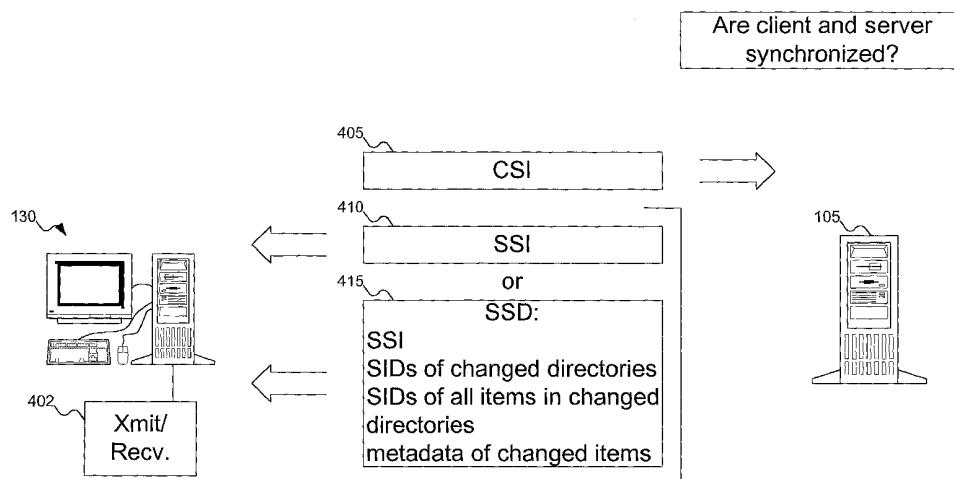 Are client and server
synchronized?
405
CSI
130
410
SSI
105
or
415
SSD:
SSI
SIDs of changed directories
SIDs of all items in changed
directories
metadata of changed items
402
Xmit/
Recv.